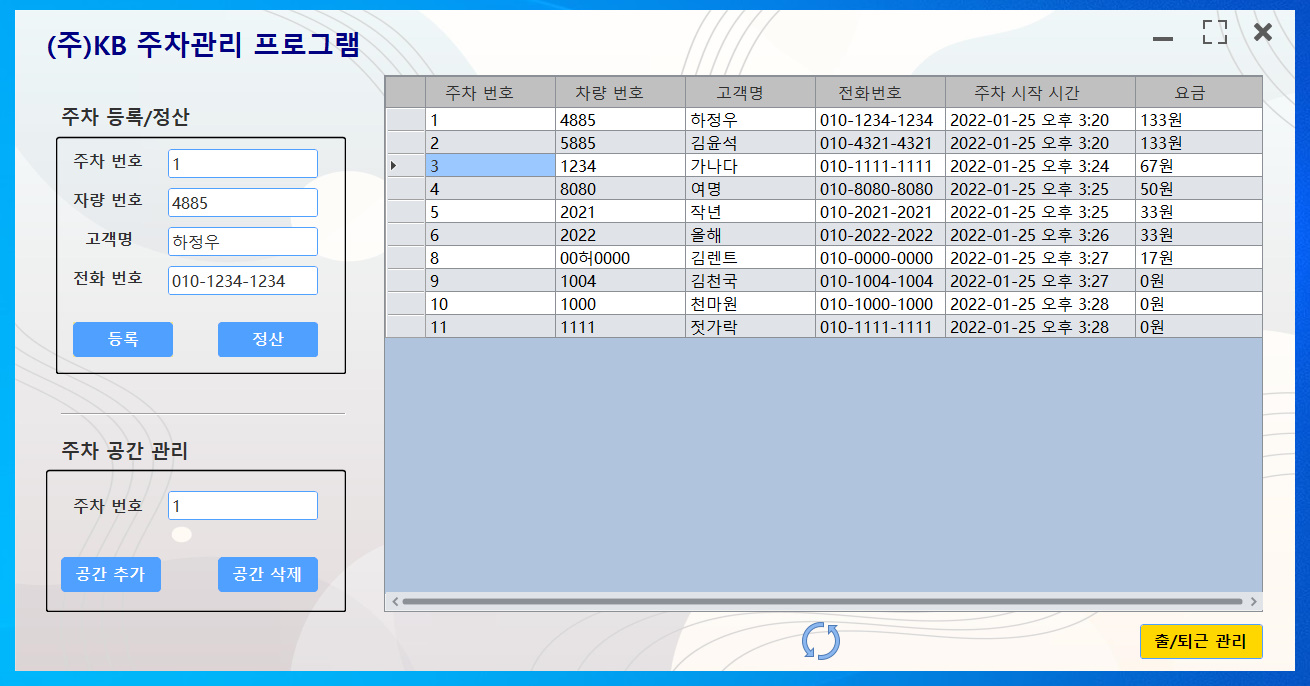 (주)KB 주차관리 프로그램
주차 등록/정산
주차 번호 1
자량 번호 4885
고객명 하정우
전화 번호 010-1234-1234
등록 정산
주차 공간 관리
주차 번호 1
공간 추가 공간 삭제
주차 번호 차량 번호 고객명 전화번호 주차 시작 시간 요금
1 4885 하정우 010-1234-1234 2022-01-25 오후 3:20 133원
2 5885 김윤석 010-4321-4321 2022-01-25 오후 3:20 133원
3 1234 가나다 010-1111-1111 2022-01-25 오후 3:24 67원
4 8080 여명 010-8080-8080 2022-01-25 오후 3:25 50원
5 2021 작년 010-2021-2021 2022-01-25 오후 3:25 33원
6 2022 올해 010-2022-2022 2022-01-25 오후 3:26 33원
8 00허0000 김렌트 010-0000-0000 2022-01-25 오후 3:27 17원
9 1004 김천국 010-1004-1004 2022-01-25 오후 3:27 0원
10 1000 천마원 010-1000-1000 2022-01-25 오후 3:28 0원
11 1111 젓가락 010-1111-1111 2022-01-25 오후 3:28 0원
출/퇴근 관리